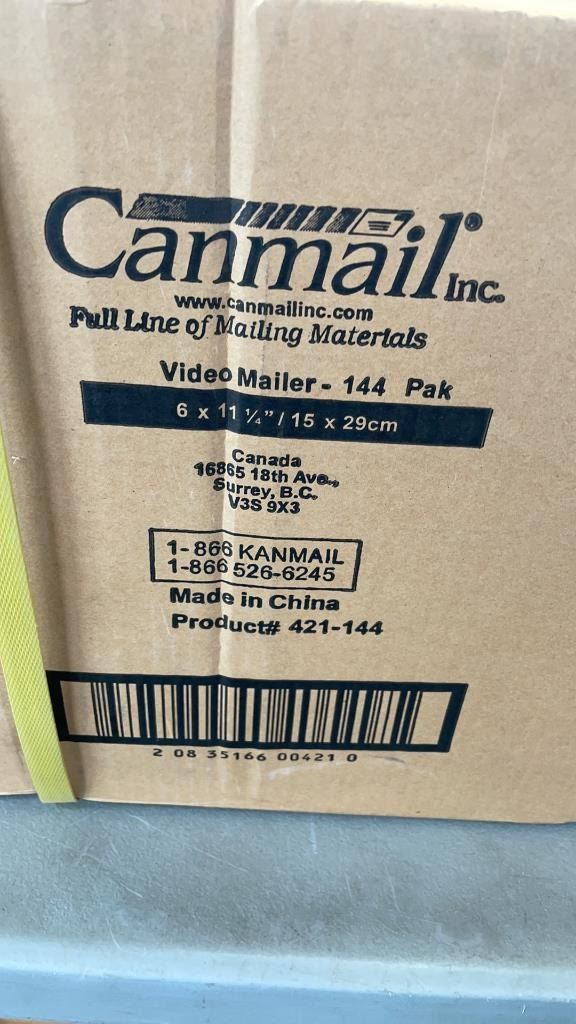 Canmail® Inc.
www.canmailinc.com
Full Line of Mailing Materials
Video Mailer - 144 Pak
6 x 11 ¼" / 15 x 29cm
Canada
16865 18th Ave.,
Surrey, B.C.
V3S 9X3
1-866 KANMAIL
1-866 526-6245
Made in China
Product# 421-144
2 08 35166 00421 0